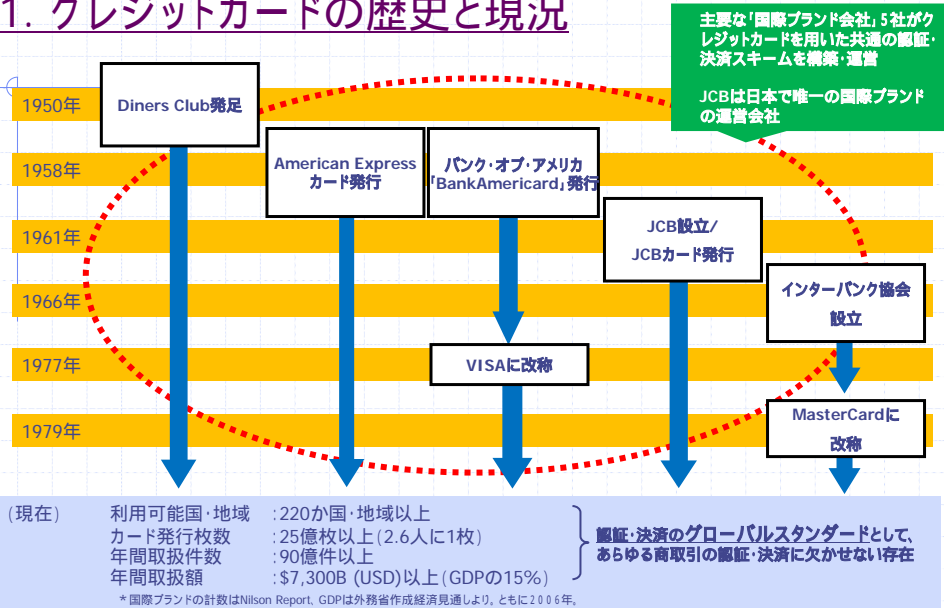 1. クレジットカードの歴史と現況
主要な「国際ブランド会社」5社がク
レジットカードを用いた共通の認証・
決済スキームを構築・運営
JCBは日本で唯一の国際ブランド
の運営会社
1950年
Diners Club発足
1958年
American Express
カード発行
バンク・オブ・アメリカ
「BankAmericard」発行
1961年
JCB設立/
JCBカード発行
1966年
インターバンク協会
設立
1977年
VISAに改称
1979年
MasterCardに
改称
(現在) 利用可能国・地域 :220か国・地域以上
カード発行枚数 :25億枚以上(2.6人に1枚)
年間取扱件数 :90億件以上
年間取扱額 :$7,300B (USD)以上(GDPの15%)
認証・決済のグローバルスタンダードとして、
あらゆる商取引の認証・決済に欠かせない存在
*国際ブランドの計数はNilson Report、GDPは外務省作成経済見通しより。ともに2006年。